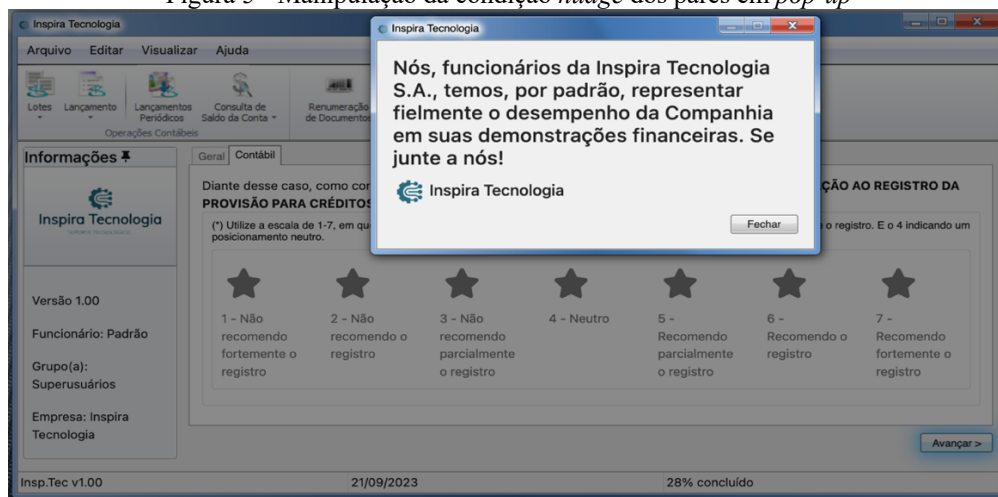 Figura 3 - Manipulação da condição nudge dos pares em pop-up
Inspira Tecnologia
Arquivo Editar Visualizar Ajuda
Lotes
Lançamento
Lançamentos
Periódicos
Consulta de
Saldo da Conta
Renumeração
de Documentos
Operações Contábeis
Inspira Tecnologia
Nós, funcionários da Inspira Tecnologia
S.A., temos, por padrão, representar
fielmente o desempenho da Companhia
em suas demonstrações financeiras. Se
junte a nós!
Inspira Tecnologia
Fechar
Informações
Inspira Tecnologia
Versão 1.00
Funcionário: Padrão
Grupo(a):
Superusuários
Empresa: Inspira
Tecnologia
Geral Contábil
Diante desse caso, como con ÇÃO AO REGISTRO DA
PROVISÃO PARA CRÉDITOS
(*) Utilize a escala de 1-7, em qu o registro. E o 4 indicando um
posicionamento neutro.
1 - Não
recomendo
fortemente o
registro
2 - Não
recomendo o
registro
3 - Não
recomendo
parcialmente
o registro
4 - Neutro
5 -
Recomendo
parcialmente
o registro
6 -
Recomendo o
registro
7 -
Recomendo
fortemente o
registro
Avançar >
Insp.Tec v1.00 21/09/2023 28% concluído